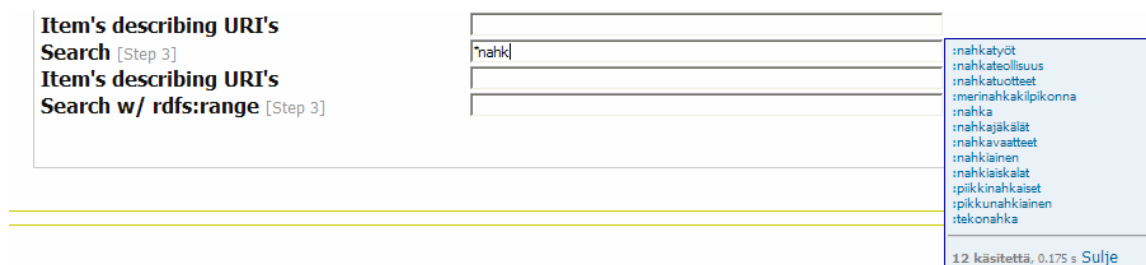 Item's describing URI's
Search [Step 3]
*nahk
Item's describing URI's
Search w/ rdfs:range [Step 3]
:nahkatyöt
:nahkateollisuus
:nahkatuotteet
:merinahkakilpikonna
:nahka
:nahkajäkälät
:nahkavaatteet
:nahkiainen
:nahkiaiskalat
:piikkinahkaiset
:pikkunahkiainen
:tekonahka
12 käsitettä, 0.175 s Sulje